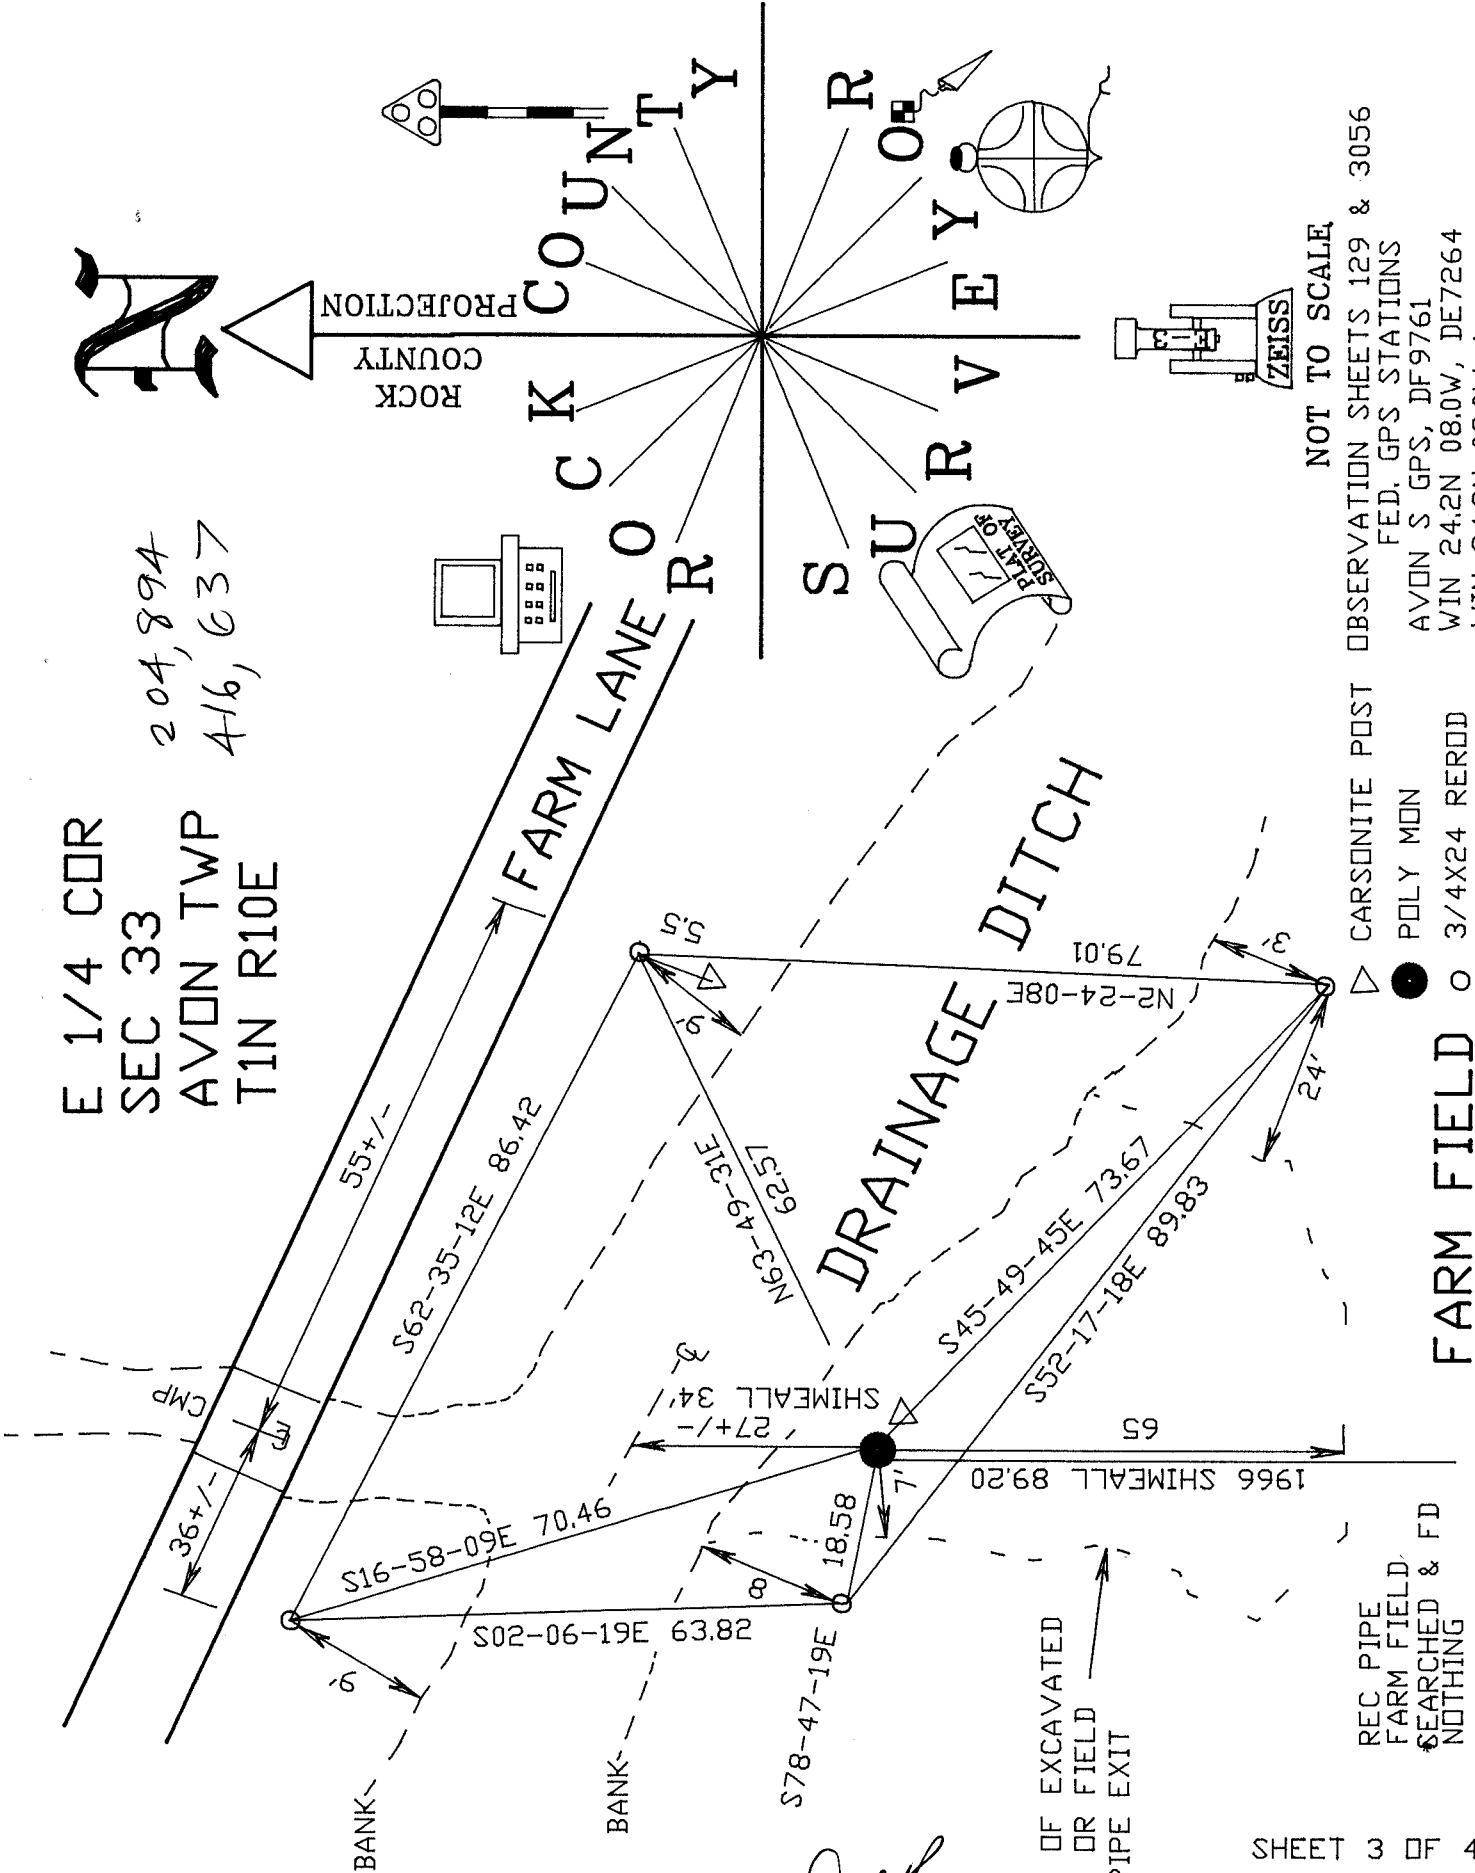 E 1/4 COR
SEC 33
AVON TWP
T1N R10E
204,894
416,637
N
ROCK
COUNTY
PROJECTION
ROCK COUNTY
SURVEYOR
PLAT OF
SURVEY
ZEISS
NOT TO SCALE
FARM LANE
55+/-
36+/-
CMP
S62-35-12E 86.42
S16-58-09E 70.46
S02-06-19E 63.82
9'
BANK
BANK
8
S78-47-19E
18.58
7'
27+/-
SHIMEALL 34'
N63-49-31E
62.57
5.5
9'
79.01
N2-24-08E
DRAINAGE DITCH
S45-49-45E 73.67
S52-17-18E 89.83
3'
24'
65
1966 SHIMEALL 89.20
OF EXCAVATED
OR FIELD
PIPE EXIT
REC PIPE
FARM FIELD
*SEARCHED & FD
NOTHING
FARM FIELD
CARSONITE POST
POLY MON
3/4X24 REROD
OBSERVATION SHEETS 129 & 3056
FED. GPS STATIONS
AVON S GPS, DF9761
WIN 24.2N 08.0W, DE7264
SHEET 3 OF 4